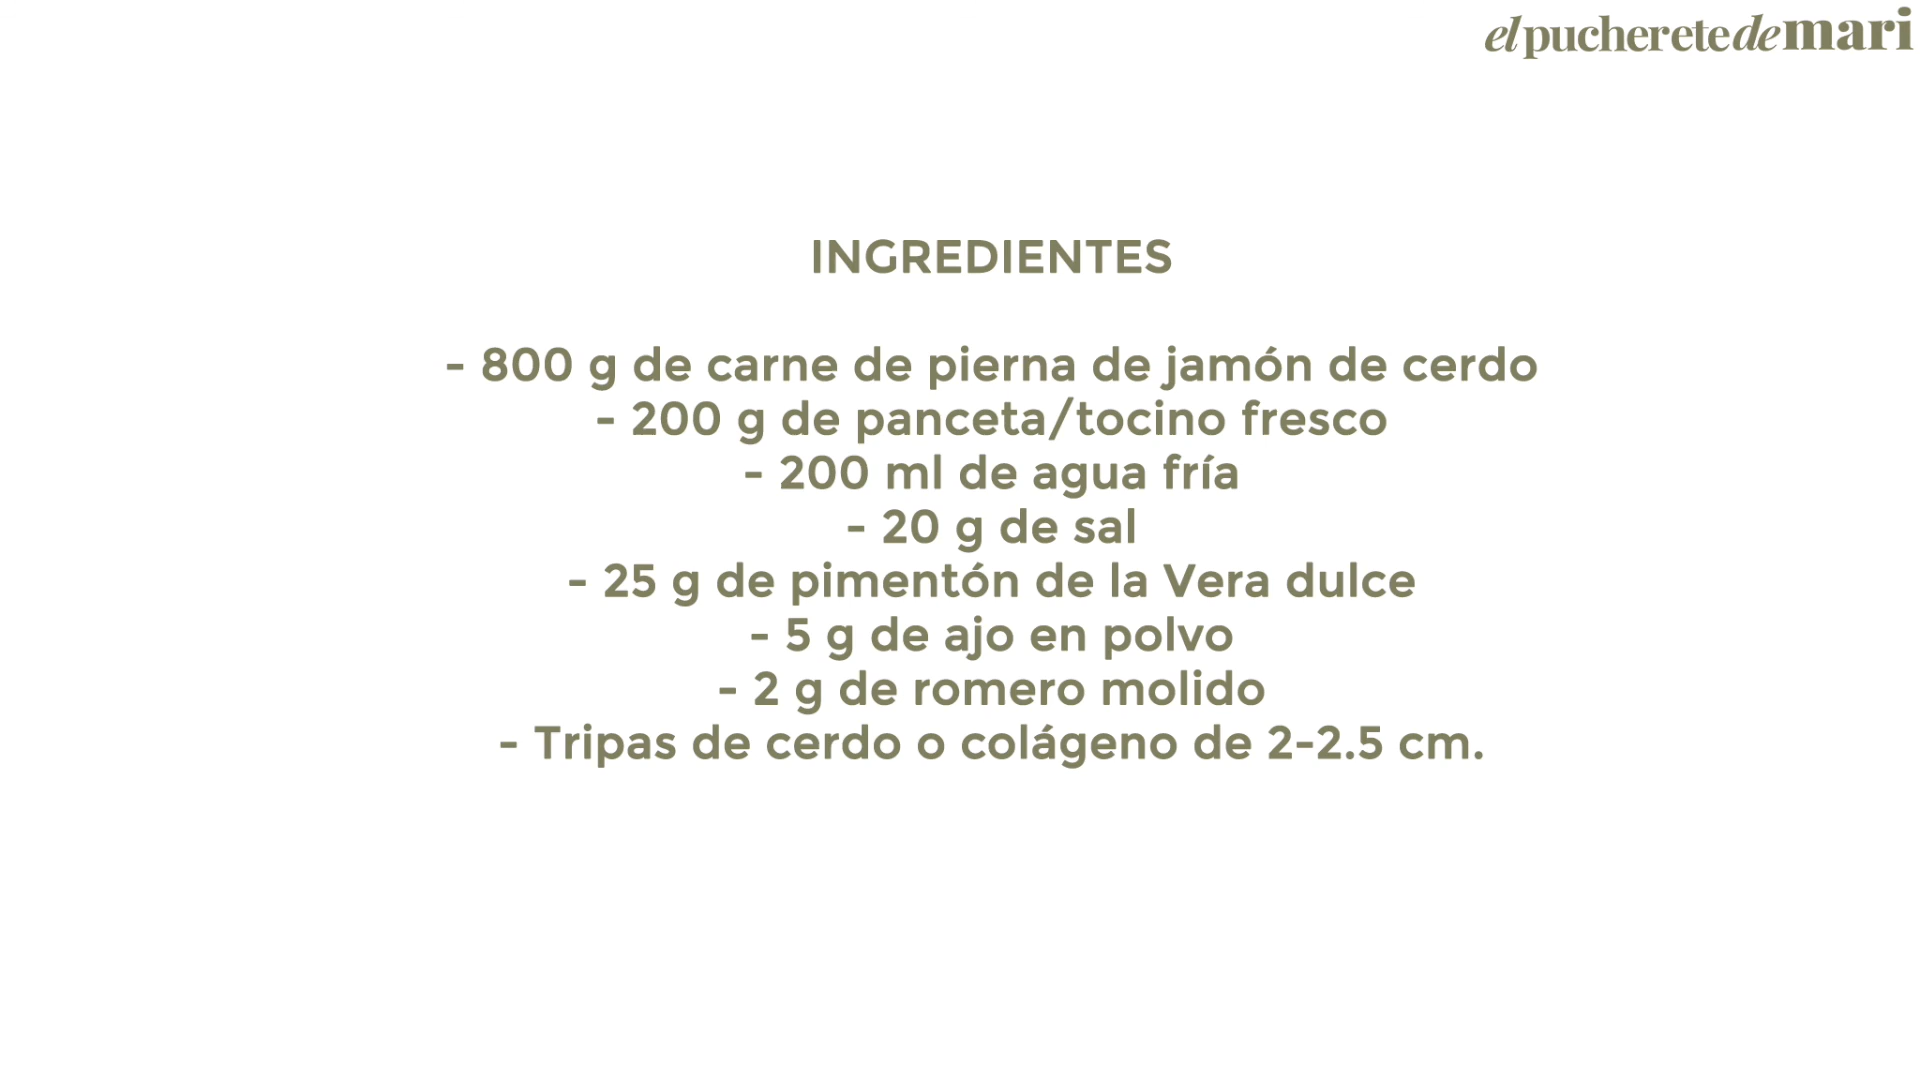 elpucheretedemari
INGREDIENTES
- 800 g de carne de pierna de jamón de cerdo
- 200 g de panceta/tocino fresco
- 200 ml de agua fría
- 20 g de sal
- 25 g de pimentón de la Vera dulce
- 5 g de ajo en polvo
- 2 g de romero molido
- Tripas de cerdo o colágeno de 2-2.5 cm.